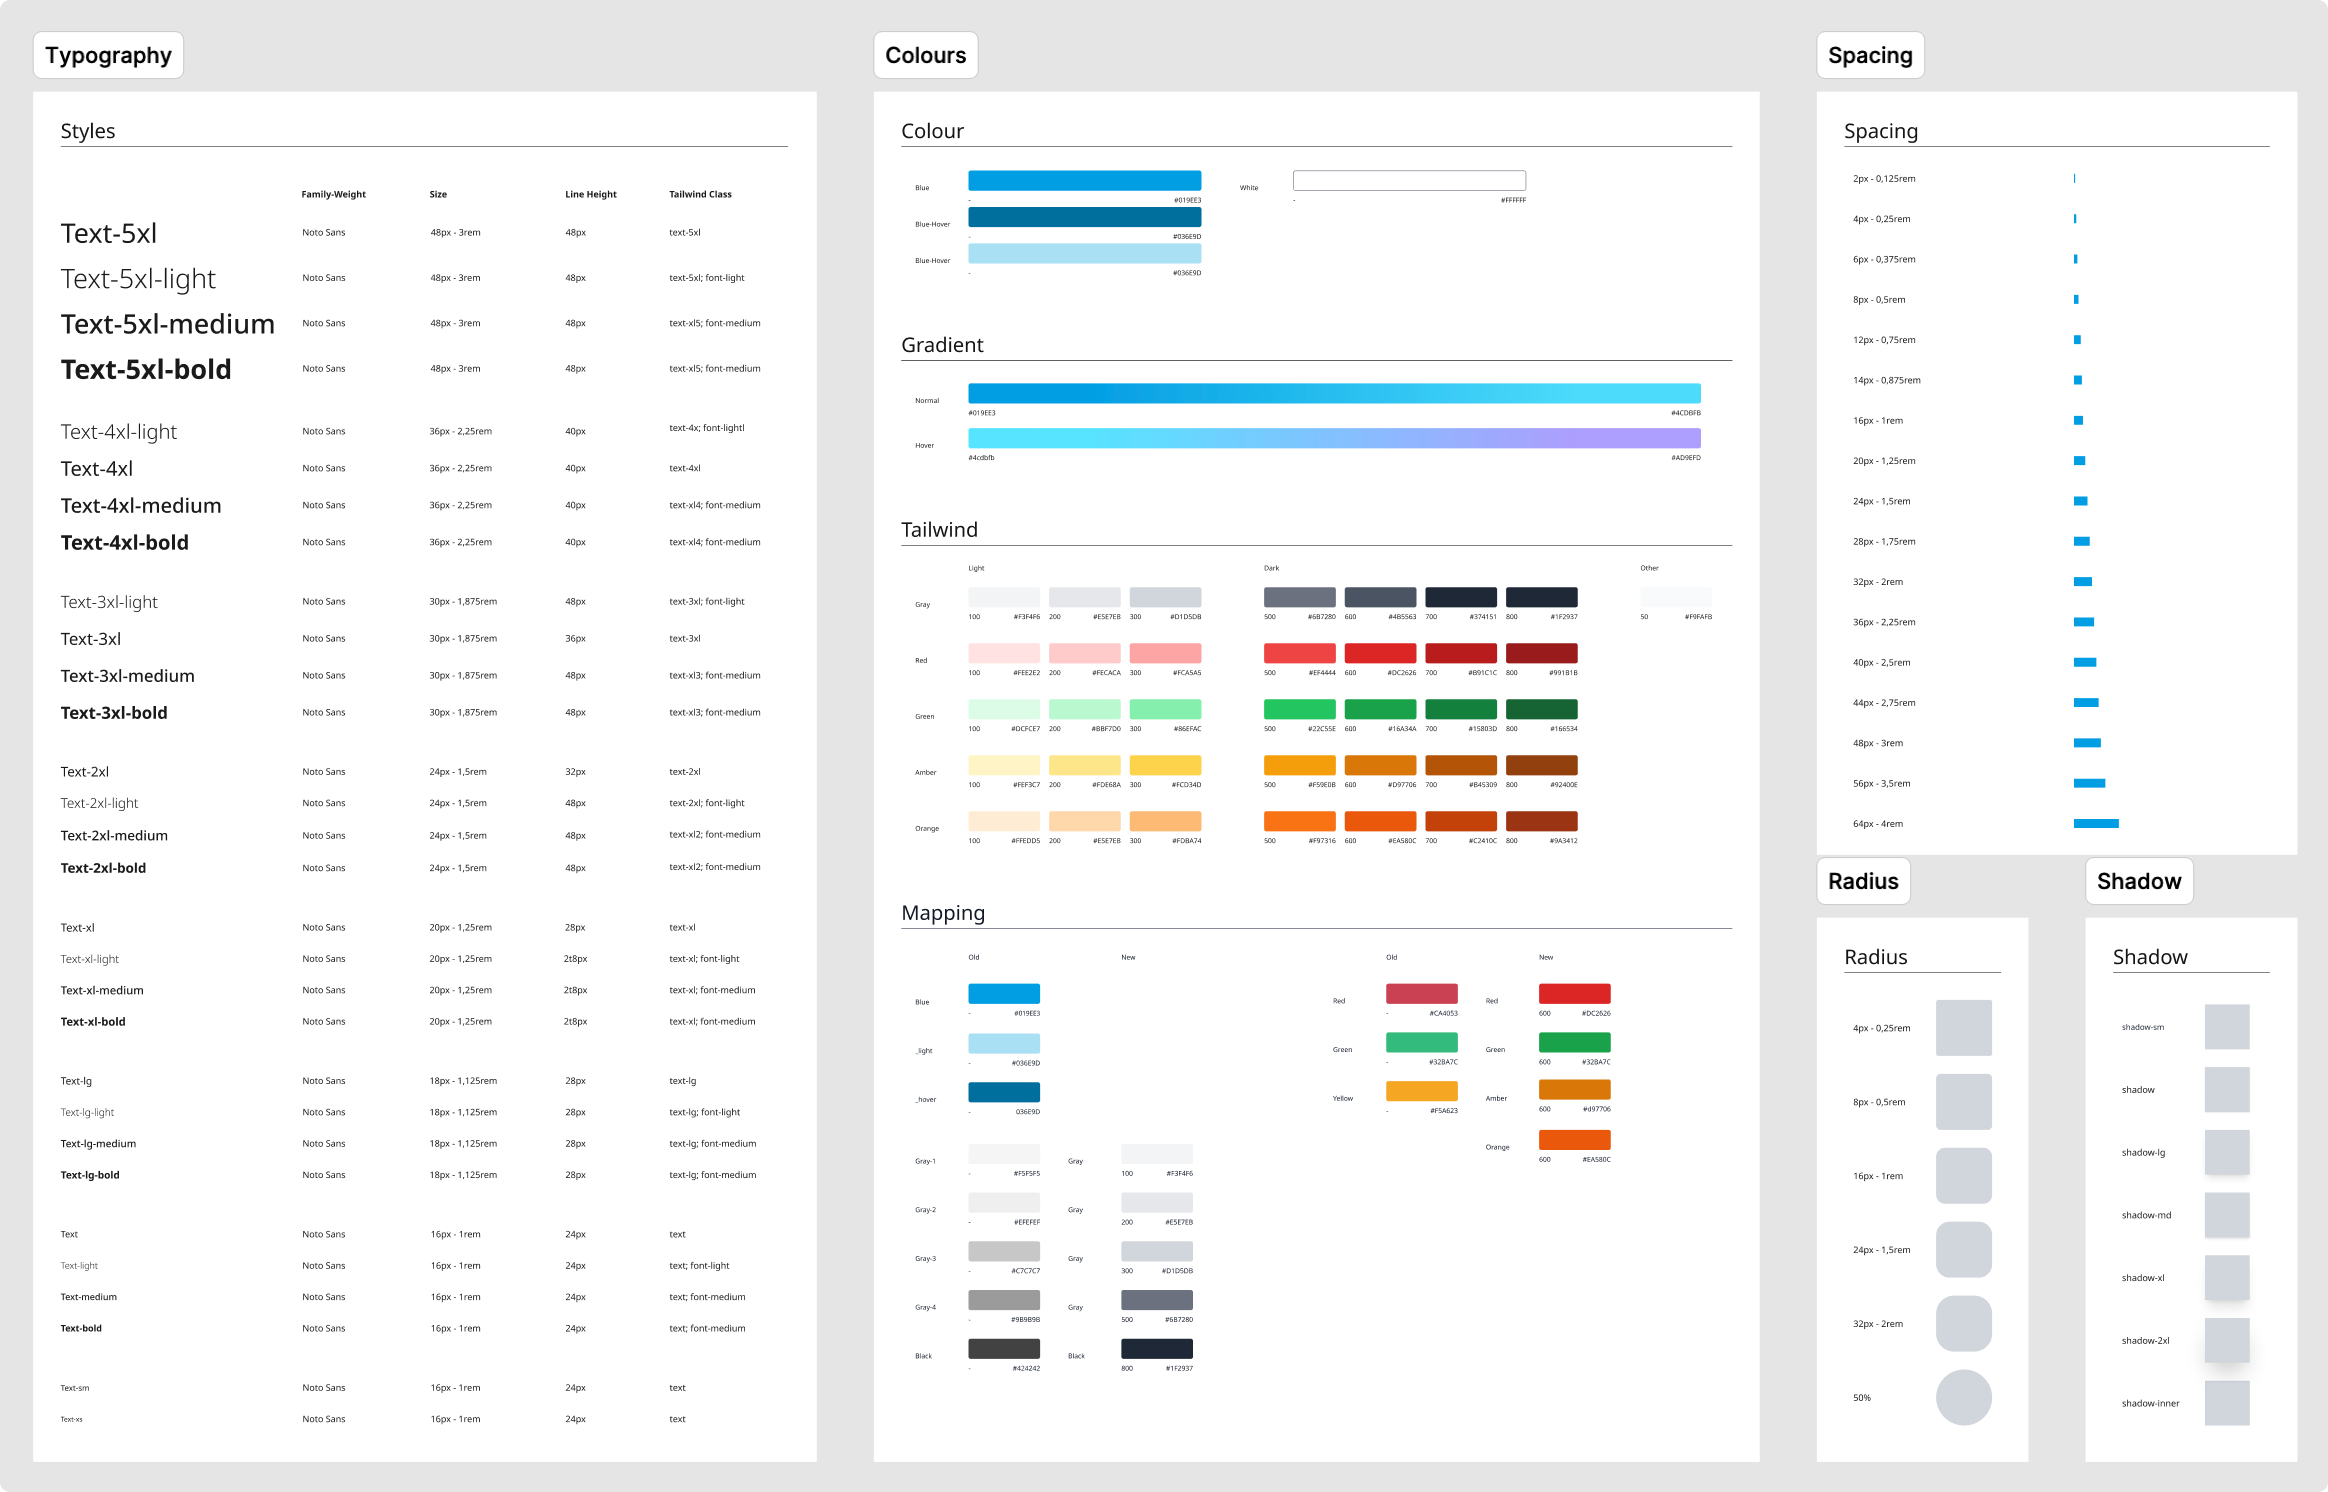 Typography
Styles
Family-Weight Size Line Height Tailwind Class
Text-5xl Noto Sans 48px - 3rem 48px text-5xl
Text-5xl-light Noto Sans 48px - 3rem 48px text-5xl; font-light
Text-5xl-medium Noto Sans 48px - 3rem 48px text-xl5; font-medium
Text-5xl-bold Noto Sans 48px - 3rem 48px text-xl5; font-medium
Text-4xl-light Noto Sans 36px - 2,25rem 40px text-4x; font-lightl
Text-4xl Noto Sans 36px - 2,25rem 40px text-4xl
Text-4xl-medium Noto Sans 36px - 2,25rem 40px text-xl4; font-medium
Text-4xl-bold Noto Sans 36px - 2,25rem 40px text-xl4; font-medium
Text-3xl-light Noto Sans 30px - 1,875rem 48px text-3xl; font-light
Text-3xl Noto Sans 30px - 1,875rem 36px text-3xl
Text-3xl-medium Noto Sans 30px - 1,875rem 48px text-xl3; font-medium
Text-3xl-bold Noto Sans 30px - 1,875rem 48px text-xl3; font-medium
Text-2xl Noto Sans 24px - 1,5rem 32px text-2xl
Text-2xl-light Noto Sans 24px - 1,5rem 48px text-2xl; font-light
Text-2xl-medium Noto Sans 24px - 1,5rem 48px text-xl2; font-medium
Text-2xl-bold Noto Sans 24px - 1,5rem 48px text-xl2; font-medium
Text-xl Noto Sans 20px - 1,25rem 28px text-xl
Text-xl-light Noto Sans 20px - 1,25rem 2t8px text-xl; font-light
Text-xl-medium Noto Sans 20px - 1,25rem 2t8px text-xl; font-medium
Text-xl-bold Noto Sans 20px - 1,25rem 2t8px text-xl; font-medium
Text-lg Noto Sans 18px - 1,125rem 28px text-lg
Text-lg-light Noto Sans 18px - 1,125rem 28px text-lg; font-light
Text-lg-medium Noto Sans 18px - 1,125rem 28px text-lg; font-medium
Text-lg-bold Noto Sans 18px - 1,125rem 28px text-lg; font-medium
Text Noto Sans 16px - 1rem 24px text
Text-light Noto Sans 16px - 1rem 24px text; font-light
Text-medium Noto Sans 16px - 1rem 24px text; font-medium
Text-bold Noto Sans 16px - 1rem 24px text; font-medium
Text-sm Noto Sans 16px - 1rem 24px text
Text-xs Noto Sans 16px - 1rem 24px text
Colours
Colour
Blue White
- #019EE3 - #FFFFFF
Blue-Hover
- #036E9D
Blue-Hover
- #036E9D
Gradient
Normal
#019EE3 #4CDBFB
Hover
#4cdbfb #AD9EFD
Tailwind
Light Dark Other
Gray
100 #F3F4F6 200 #E5E7EB 300 #D1D5DB 500 #6B7280 600 #4B5563 700 #374151 800 #1F2937 50 #F9FAFB
Red
100 #FEE2E2 200 #FECACA 300 #FCA5A5 500 #EF4444 600 #DC2626 700 #B91C1C 800 #991B1B
Green
100 #DCFCE7 200 #BBF7D0 300 #86EFAC 500 #22C55E 600 #16A34A 700 #15803D 800 #166534
Amber
100 #FEF3C7 200 #FDE68A 300 #FCD34D 500 #F59E0B 600 #D97706 700 #B45309 800 #92400E
Orange
100 #FFEDD5 200 #E5E7EB 300 #FDBA74 500 #F97316 600 #EA580C 700 #C2410C 800 #9A3412
Mapping
Old New
Blue
- #019EE3
_light
- #036E9D
_hover
- 036E9D
Gray-1 Gray
- #F5F5F5 100 #F3F4F6
Gray-2 Gray
- #EFEFEF 200 #E5E7EB
Gray-3 Gray
- #C7C7C7 300 #D1D5DB
Gray-4 Gray
- #9B9B9B 500 #6B7280
Black Black
- #424242 800 #1F2937
Old New
Red Red
- #CA4053 600 #DC2626
Green Green
- #32BA7C 600 #32BA7C
Yellow Amber
- #F5A623 600 #d97706
Orange
600 #EA580C
Spacing
Spacing
2px - 0,125rem
4px - 0,25rem
6px - 0,375rem
8px - 0,5rem
12px - 0,75rem
14px - 0,875rem
16px - 1rem
20px - 1,25rem
24px - 1,5rem
28px - 1,75rem
32px - 2rem
36px - 2,25rem
40px - 2,5rem
44px - 2,75rem
48px - 3rem
56px - 3,5rem
64px - 4rem
Radius
Radius
4px - 0,25rem
8px - 0,5rem
16px - 1rem
24px - 1,5rem
32px - 2rem
50%
Shadow
Shadow
shadow-sm
shadow
shadow-lg
shadow-md
shadow-xl
shadow-2xl
shadow-inner